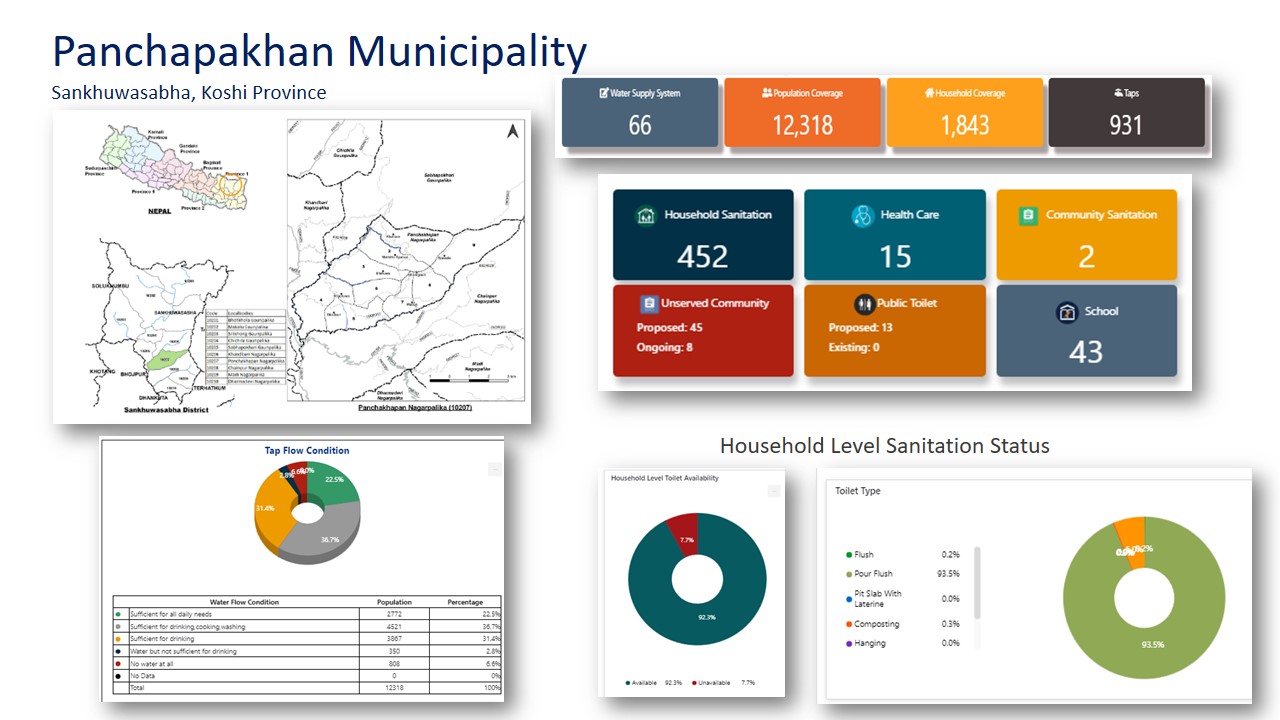 Panchapakhan Municipality
Sankhuwasabha, Koshi Province
Water Supply System
66
Population Coverage
12,318
Household Coverage
1,843
Taps
931
Karnali
Province
Gandaki
Province
Bagmati
Province
Sudurpaschim
Province
Province 1
Province 5
Province 2
NEPAL
SOLUKHUMBU
SANKHUWASABHA
KHOTANG
BHOJPUR
TERHATHUM
DHANKUTA
Sankhuwasabha District
Chichila
Gaunpalika
Sabhapokhari
Gaunpalika
Khandbari
Nagarpalika
Panchkhapan
Nagarpalika
Chainpur
Nagarpalika
Madi
Nagarpalika
Dharmadevi
Nagarpalika
Panchakhapan Nagarpalika (10207)
Household Sanitation
452
Health Care
15
Community Sanitation
2
Unserved Community
Proposed: 45
Ongoing: 8
Public Toilet
Proposed: 13
Existing: 0
School
43
Tap Flow Condition
22.5%
36.7%
31.4%
2.8%
6.6%
Water Flow Condition Population Percentage
Sufficient for all daily needs 2772 22.5%
Sufficient for drinking,cooking,washing 4521 36.7%
Sufficient for drinking 3867 31.4%
Water but not sufficient for drinking 350 2.8%
No water at all 808 6.6%
No Data 0 0%
Total 12318 100%
Household Level Sanitation Status
Household Level Toilet Availability
7.7%
92.3%
Available 92.3% Unavailable 7.7%
Toilet Type
Flush 0.2%
Pour Flush 93.5%
Pit Slab With
Laterine 0.0%
Composting 0.3%
Hanging 0.0%
93.5%